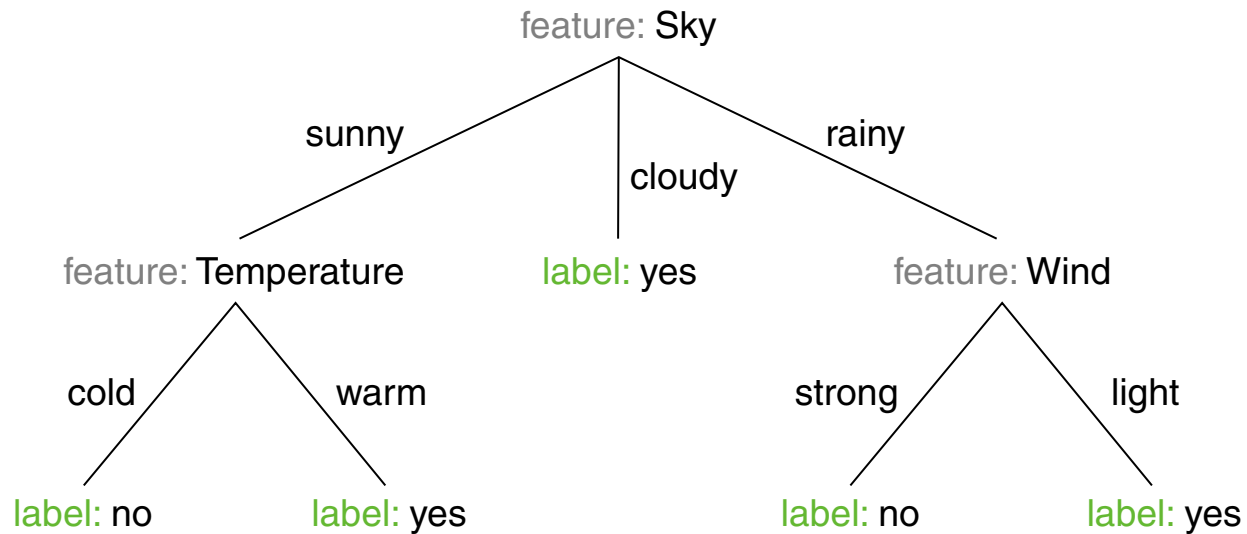 feature: Sky
sunny
rainy
cloudy
feature: Temperature
label: yes
feature: Wind
cold
warm
strong
light
label: no
label: yes
label: no
label: yes